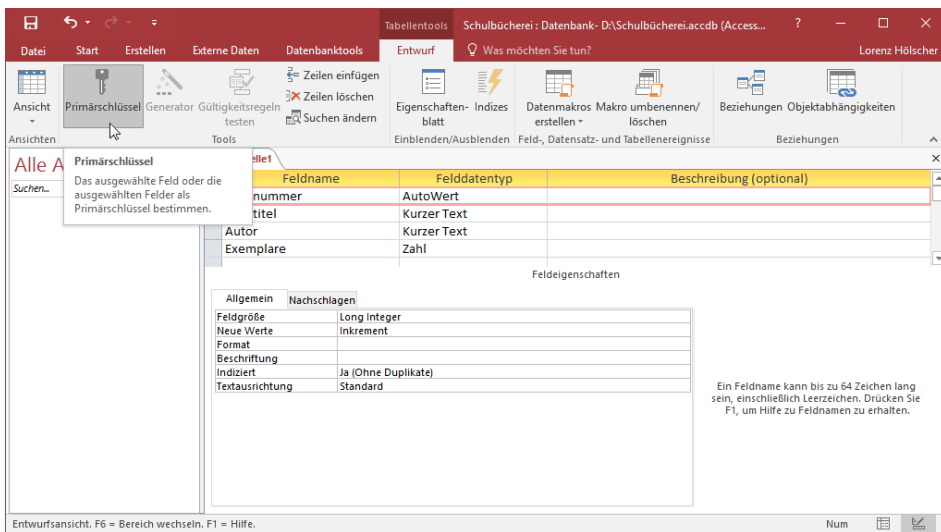 Tabellentools Schulbücherei : Datenbank- D:\Schulbücherei.accdb (Access... ?
Datei Start Erstellen Externe Daten Datenbanktools Entwurf Was möchten Sie tun? Lorenz Hölscher
Ansicht
Primärschlüssel Generator Gültigkeitsregeln testen
Zeilen einfügen
Zeilen löschen
Suchen ändern
Eigenschaften- blatt
Indizes
Datenmakros erstellen
Makro umbenennen/ löschen
Beziehungen Objektabhängigkeiten
Ansichten Tools Einblenden/Ausblenden Feld-, Datensatz- und Tabellenereignisse Beziehungen
Alle A
Suchen...
Primärschlüssel
Das ausgewählte Feld oder die
ausgewählten Felder als
Primärschlüssel bestimmen.
elle1
Feldname Felddatentyp Beschreibung (optional)
nummer AutoWert
titel Kurzer Text
Autor Kurzer Text
Exemplare Zahl
Feldeigenschaften
Allgemein Nachschlagen
Feldgröße Long Integer
Neue Werte Inkrement
Format
Beschriftung
Indiziert Ja (Ohne Duplikate)
Textausrichtung Standard
Ein Feldname kann bis zu 64 Zeichen lang
sein, einschließlich Leerzeichen. Drücken Sie
F1, um Hilfe zu Feldnamen zu erhalten.
Entwurfsansicht. F6 = Bereich wechseln. F1 = Hilfe. Num